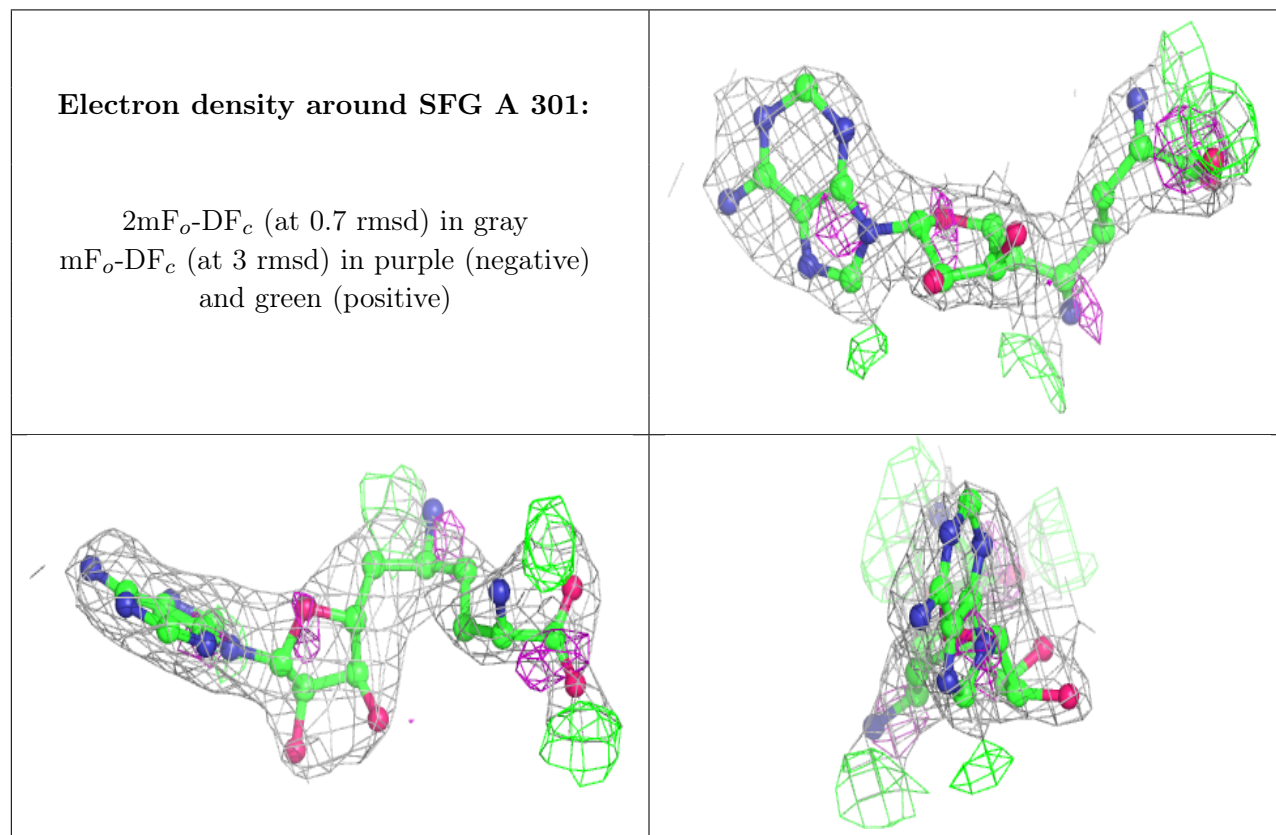 Electron density around SFG A 301:
2mFo-DFc (at 0.7 rmsd) in gray
mFo-DFc (at 3 rmsd) in purple (negative)
and green (positive)